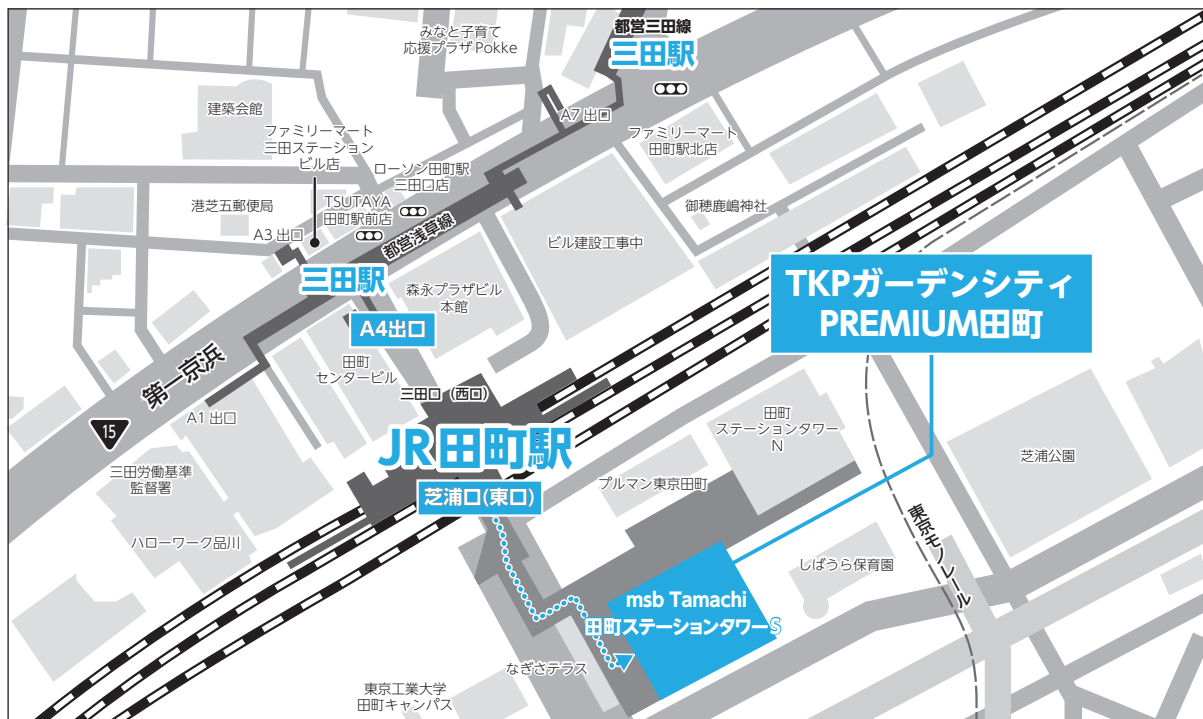 みなと子育て
応援プラザPokke
都営三田線
三田駅
建築会館
A7出口
ファミリーマート
三田ステーション
ビル店
ファミリーマート
田町駅北店
ローソン田町駅
三田口店
港芝五郵便局
TSUTAYA
田町駅前店
A3出口
都営浅草線
御穂鹿嶋神社
ビル建設工事中
三田駅
森永プラザビル
本館
TKPガーデンシティ
PREMIUM田町
A4出口
第一京浜
田町
センタービル
三田口(西口)
15
A1出口
JR田町駅
田町
ステーションタワー
N
芝浦公園
三田労働基準
監督署
芝浦口(東口)
プルマン東京田町
ハローワーク品川
東京モノレール
しばうら保育園
msb Tamachi
田町ステーションタワーS
なぎさテラス
東京工業大学
田町キャンパス